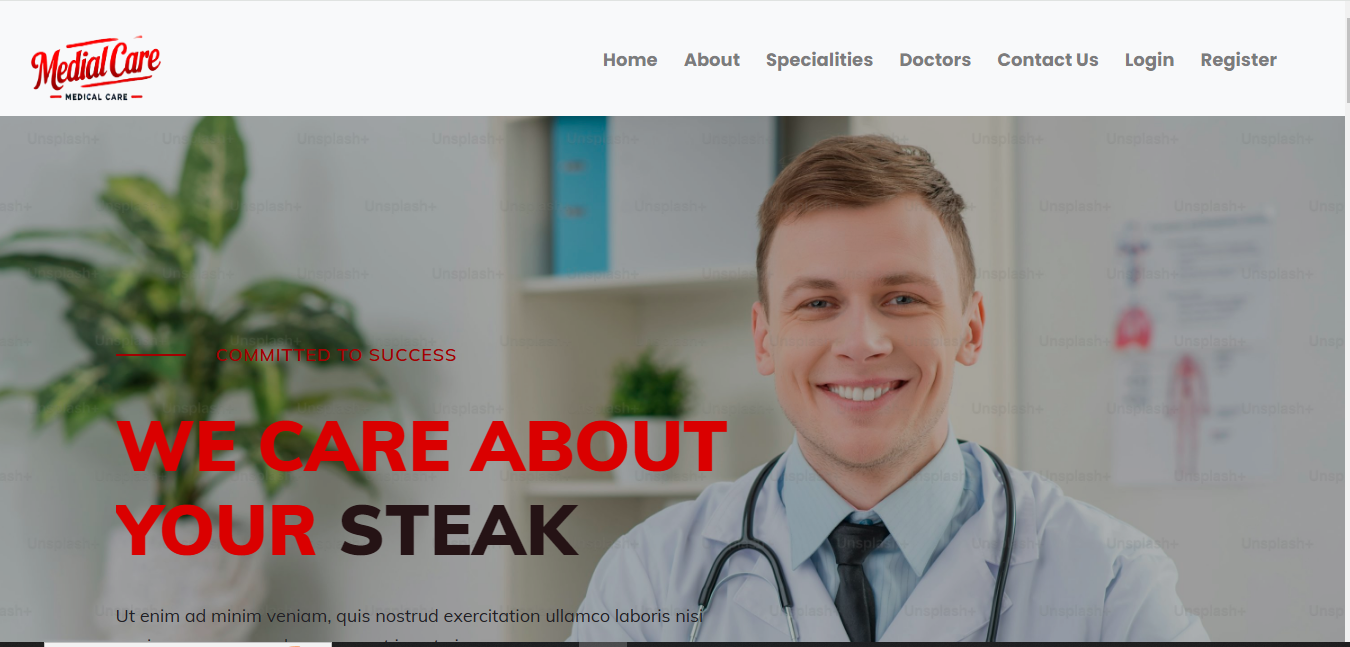 Medial Care
MEDICAL CARE
Home About Specialities Doctors Contact Us Login Register
COMMITTED TO SUCCESS
WE CARE ABOUT
YOUR STEAK
Ut enim ad minim veniam, quis nostrud exercitation ullamco laboris nisi
Unsplash+